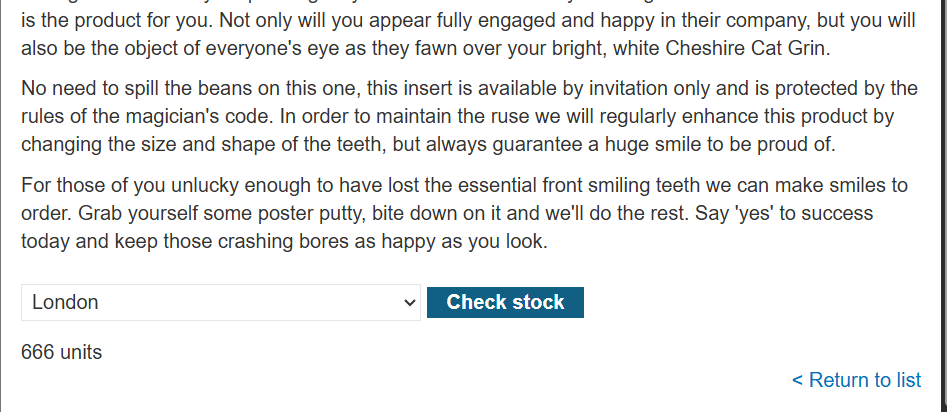 is the product for you. Not only will you appear fully engaged and happy in their company, but you will
also be the object of everyone's eye as they fawn over your bright, white Cheshire Cat Grin.
No need to spill the beans on this one, this insert is available by invitation only and is protected by the
rules of the magician's code. In order to maintain the ruse we will regularly enhance this product by
changing the size and shape of the teeth, but always guarantee a huge smile to be proud of.
For those of you unlucky enough to have lost the essential front smiling teeth we can make smiles to
order. Grab yourself some poster putty, bite down on it and we'll do the rest. Say 'yes' to success
today and keep those crashing bores as happy as you look.
London
Check stock
666 units
< Return to list